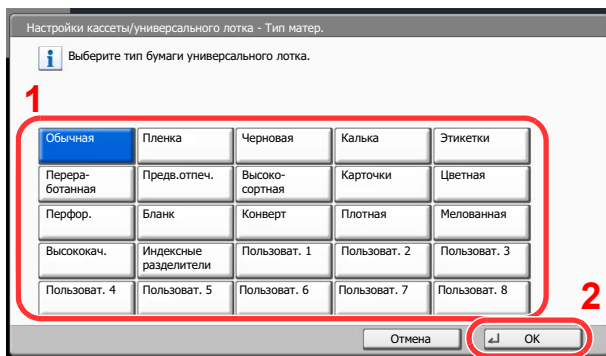 Настройки кассеты/универсального лотка - Тип матер.
Выберите тип бумаги универсального лотка.
1
Обычная Пленка Черновая Калька Этикетки
Перера- Предв.отпеч. Высоко- Карточки Цветная
ботанная сортная
Перфор. Бланк Конверт Плотная Мелованная
Высококач. Индексные Пользоват. 1 Пользоват. 2 Пользоват. 3
разделители
Пользоват. 4 Пользоват. 5 Пользоват. 6 Пользоват. 7 Пользоват. 8
2
Отмена OK